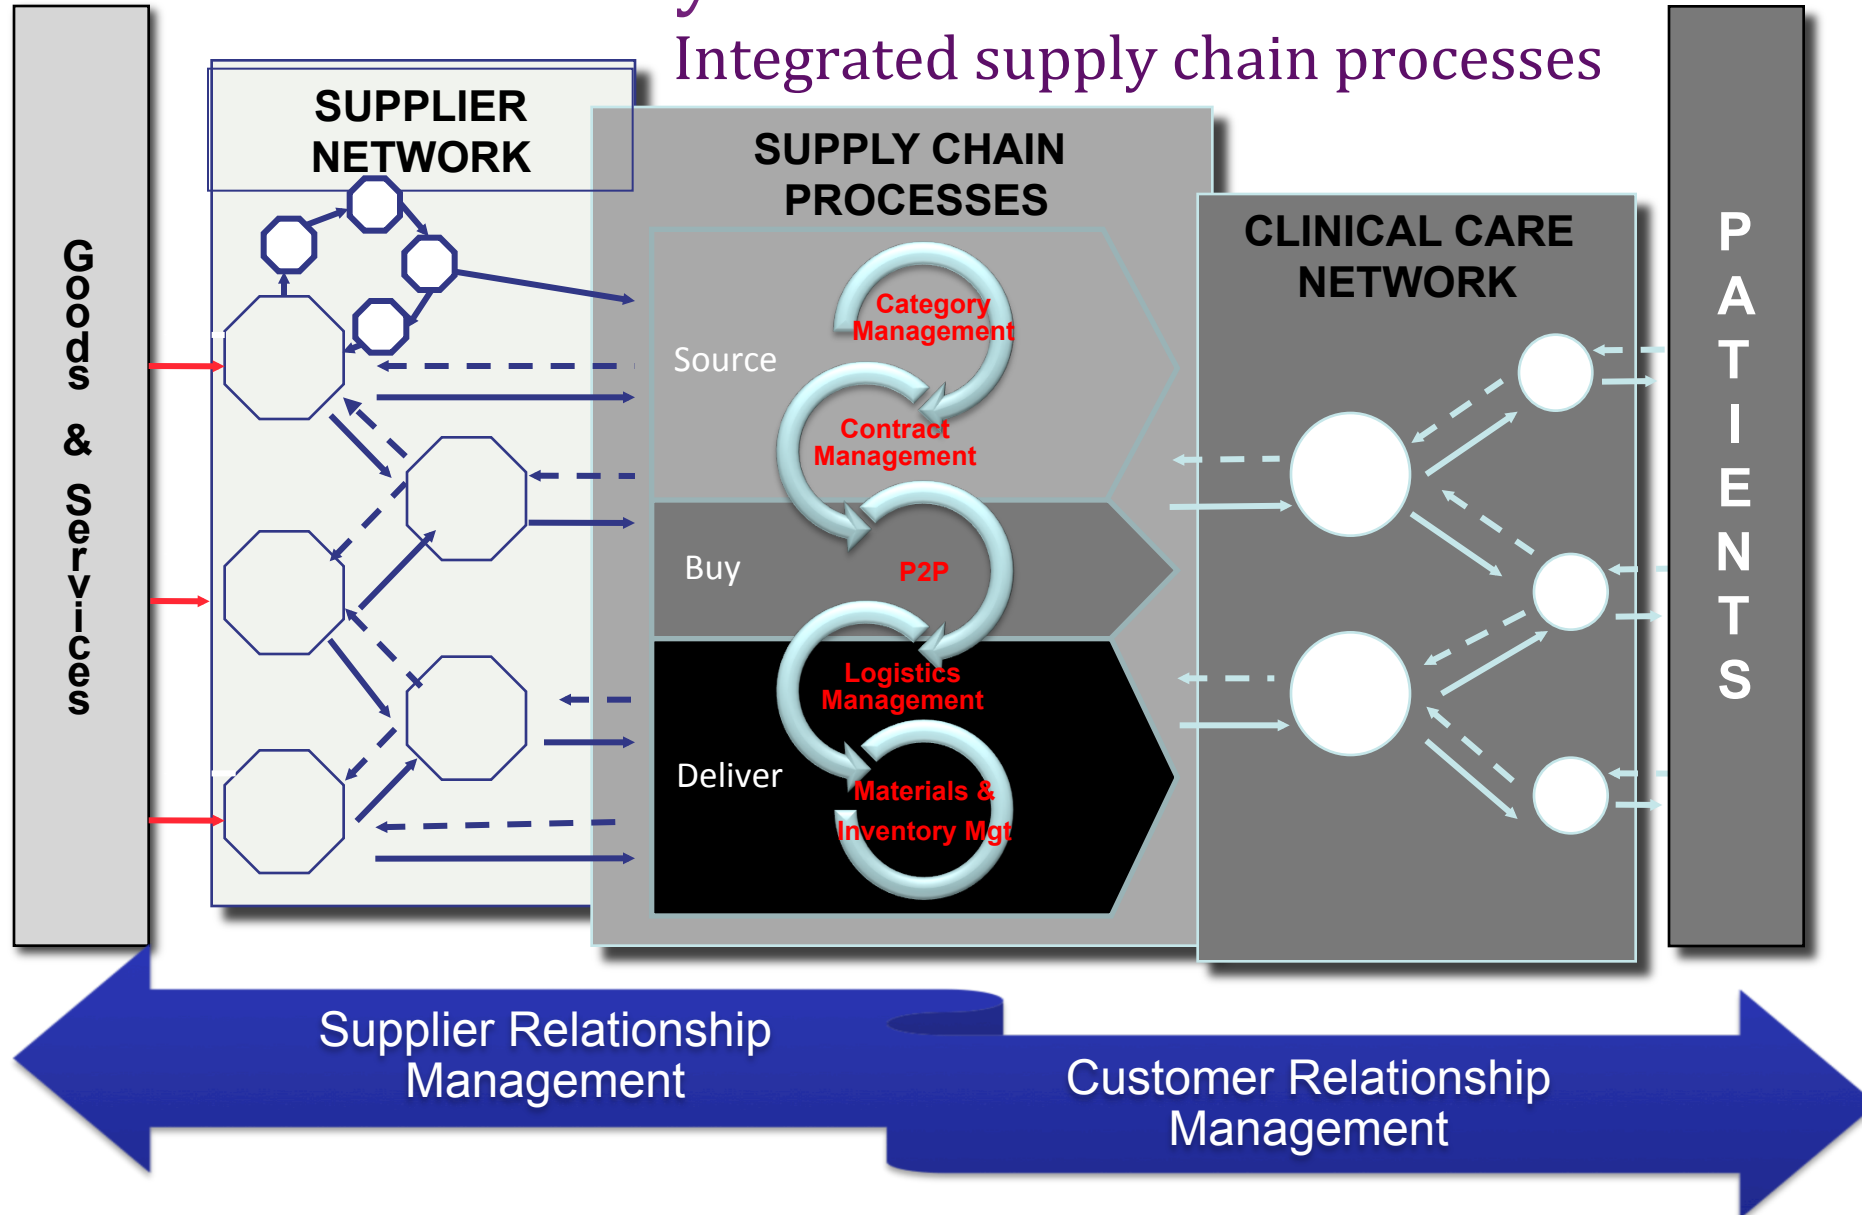 Integrated supply chain processes
Goods & Services
SUPPLIER
NETWORK
SUPPLY CHAIN
PROCESSES
Source
Category
Management
Contract
Management
Buy
P2P
Deliver
Logistics
Management
Materials &
Inventory Mgt
CLINICAL CARE
NETWORK
PATIENTS
Supplier Relationship
Management
Customer Relationship
Management